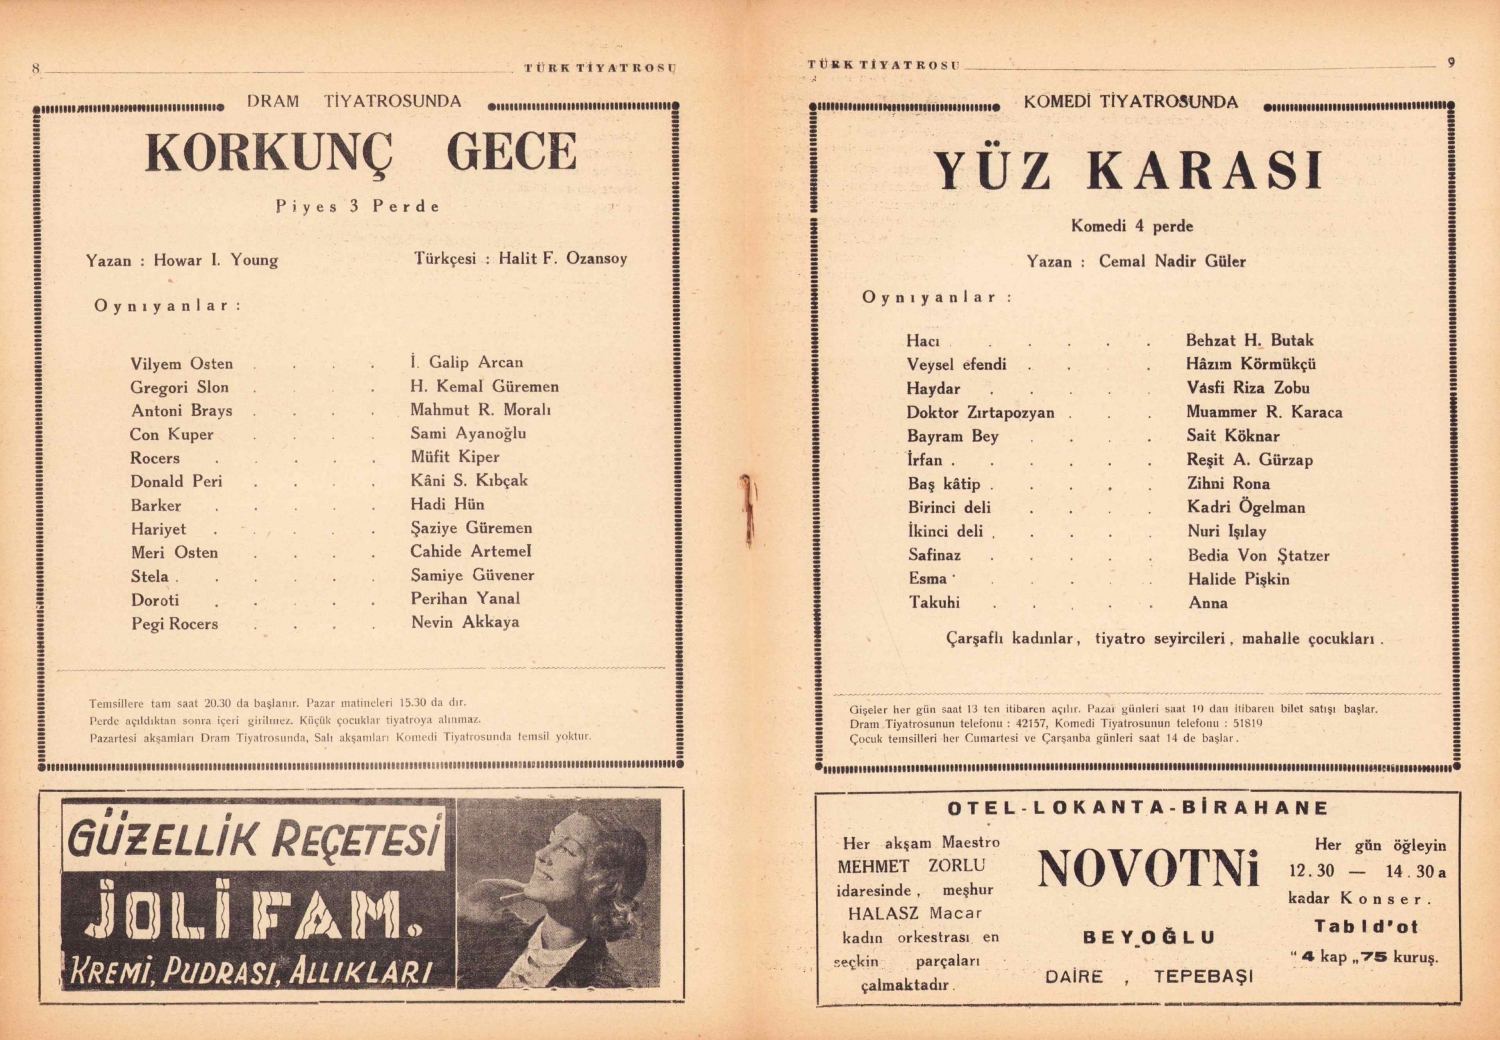 8
TÜRK TİYATROSU
DRAM TİYATROSUNDA
KORKUNÇ GECE
Piyes 3 Perde
Yazan : Howar I. Young
Türkçesi : Halit F. Ozansoy
Oynıyanlar :
Vilyem Osten . . . . İ. Galip Arcan
Gregori Slon . . . . H. Kemal Güremen
Antoni Brays . . . . Mahmut R. Moralı
Con Kuper . . . . Sami Ayanoğlu
Rocers . . . . . Müfit Kiper
Donald Peri . . . . Kâni S. Kıbçak
Barker . . . . . Hadi Hün
Hariyet . . . . . Şaziye Güremen
Meri Osten . . . . Cahide Artemel
Stela . . . . . . Samiye Güvener
Doroti . . . . . Perihan Yanal
Pegi Rocers . . . . Nevin Akkaya
Temsillere tam saat 20.30 da başlanır. Pazar matineleri 15.30 da dır.
Perde açıldıktan sonra içeri girilmez. Küçük çocuklar tiyatroya alınmaz.
Pazartesi akşamları Dram Tiyatrosunda, Salı akşamları Komedi Tiyatrosunda temsil yoktur.
GÜZELLİK REÇETESİ
JOLİ FAM.
KREMİ, PUDRASI, ALLIKLARI
TÜRK TİYATROSU
9
KOMEDİ TİYATROSUNDA
YÜZ KARASI
Komedi 4 perde
Yazan : Cemal Nadir Güler
Oynıyanlar :
Hacı . . . . . . Behzat H. Butak
Veysel efendi . . . . Hâzım Körmükçü
Haydar . . . . . Vasfi Riza Zobu
Doktor Zırtapozyan . . . Muammer R. Karaca
Bayram Bey . . . . Sait Köknar
İrfan . . . . . . Reşit A. Gürzap
Baş kâtip . . . . . Zihni Rona
Birinci deli . . . . Kadri Ögelman
İkinci deli . . . . . Nuri Işılay
Safinaz . . . . . Bedia Von Ştatzer
Esma . . . . . Halide Pişkin
Takuhi . . . . . Anna
Çarşaflı kadınlar, tiyatro seyircileri, mahalle çocukları .
Gişeler her gün saat 13 ten itibaren açılır. Pazar günleri saat 10 dan itibaren bilet satışı başlar.
Dram Tiyatrosunun telefonu : 42157, Komedi Tiyatrosunun telefonu : 51819
Çocuk temsilleri her Cumartesi ve Çarşanba günleri saat 14 de başlar.
OTEL-LOKANTA-BİRAHANE
Her akşam Maestro
MEHMET ZORLU
idaresinde, meşhur
HALASZ Macar
kadın orkestrası en
seçkin parçaları
çalmaktadır.
NOVOTNi
BEYOĞLU
DAİRE , TEPEBAŞI
Her gün öğleyin
12.30 — 14.30 a
kadar Konser.
Tabld'ot
"4 kap „75 kuruş.